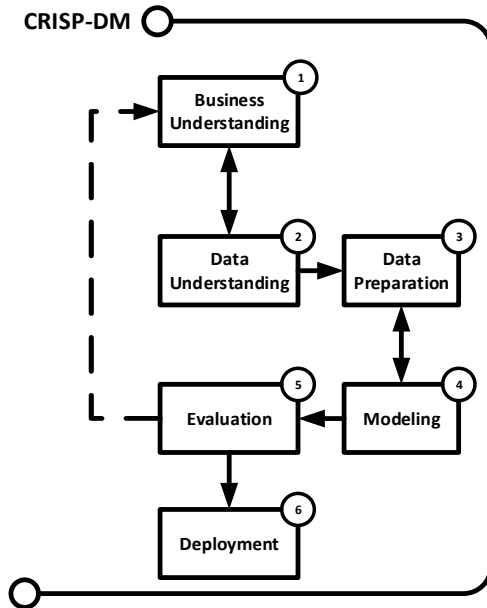 CRISP-DM
1
Business
Understanding
2
Data
Understanding
3
Data
Preparation
4
Modeling
5
Evaluation
6
Deployment